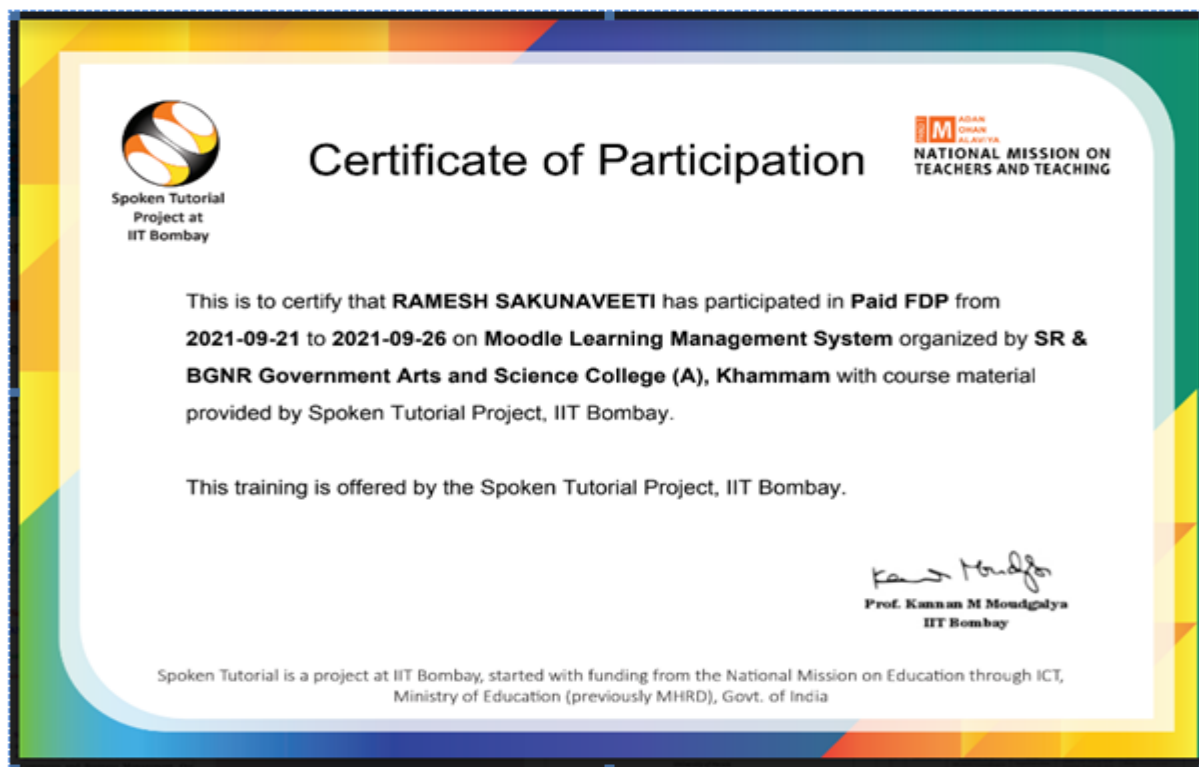 Spoken Tutorial
Project at
IIT Bombay
Certificate of Participation
MHRD
M
ADAN
OHAN
ALAVIYA
NATIONAL MISSION ON
TEACHERS AND TEACHING
This is to certify that RAMESH SAKUNAVEETI has participated in Paid FDP from
2021-09-21 to 2021-09-26 on Moodle Learning Management System organized by SR &
BGNR Government Arts and Science College (A), Khammam with course material
provided by Spoken Tutorial Project, IIT Bombay.
This training is offered by the Spoken Tutorial Project, IIT Bombay.
Prof. Kannan M Moudgalya
IIT Bombay
Spoken Tutorial is a project at IIT Bombay, started with funding from the National Mission on Education through ICT,
Ministry of Education (previously MHRD), Govt. of India